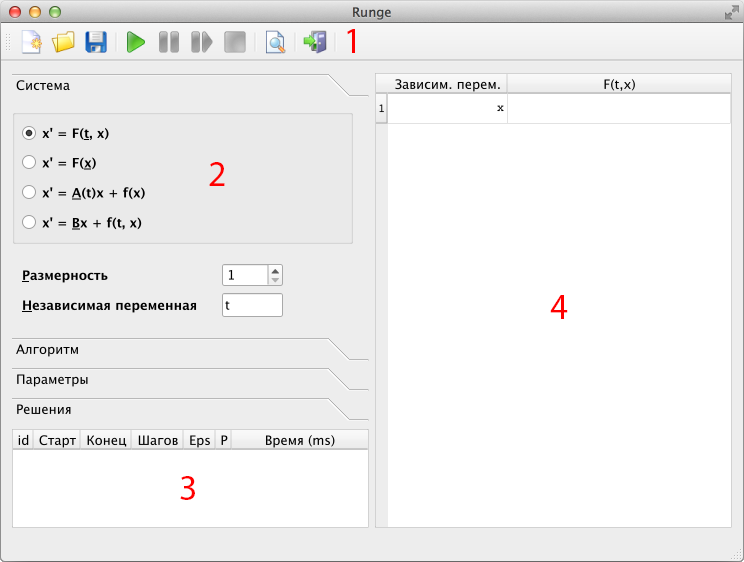 Runge
1
Система
x' = F(t, x)
x' = F(x)
x' = A(t)x + f(x)
x' = Bx + f(t, x)
2
Размерность 1
Независимая переменная t
Алгоритм
Параметры
Решения
id Старт Конец Шагов Eps P Время (ms)
3
Зависим. перем. F(t,x)
1 x
4